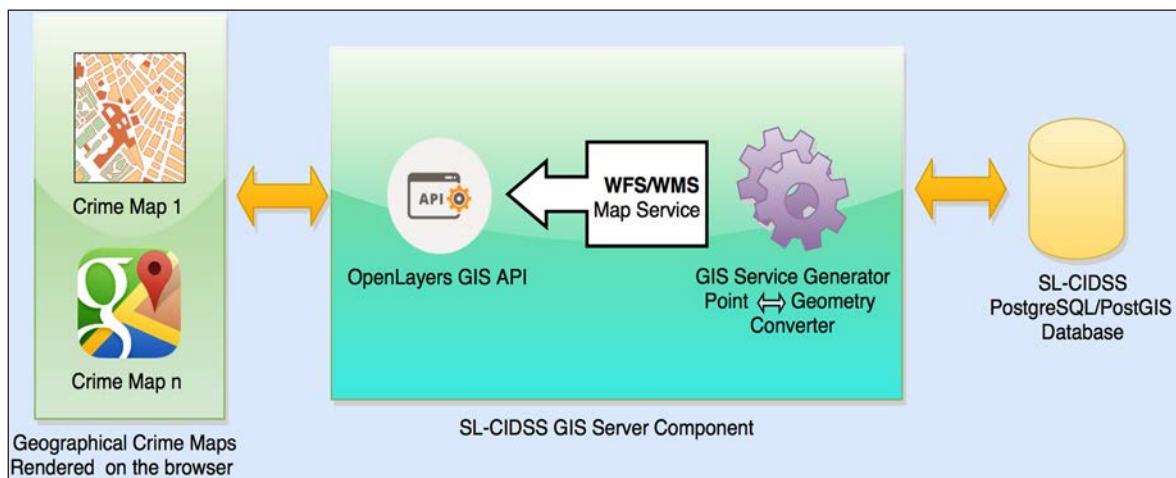 Crime Map 1
Crime Map n
Geographical Crime Maps
Rendered on the browser
API
OpenLayers GIS API
WFS/WMS
Map Service
GIS Service Generator
Point Geometry
Converter
SL-CIDSS GIS Server Component
SL-CIDSS
PostgreSQL/PostGIS
Database